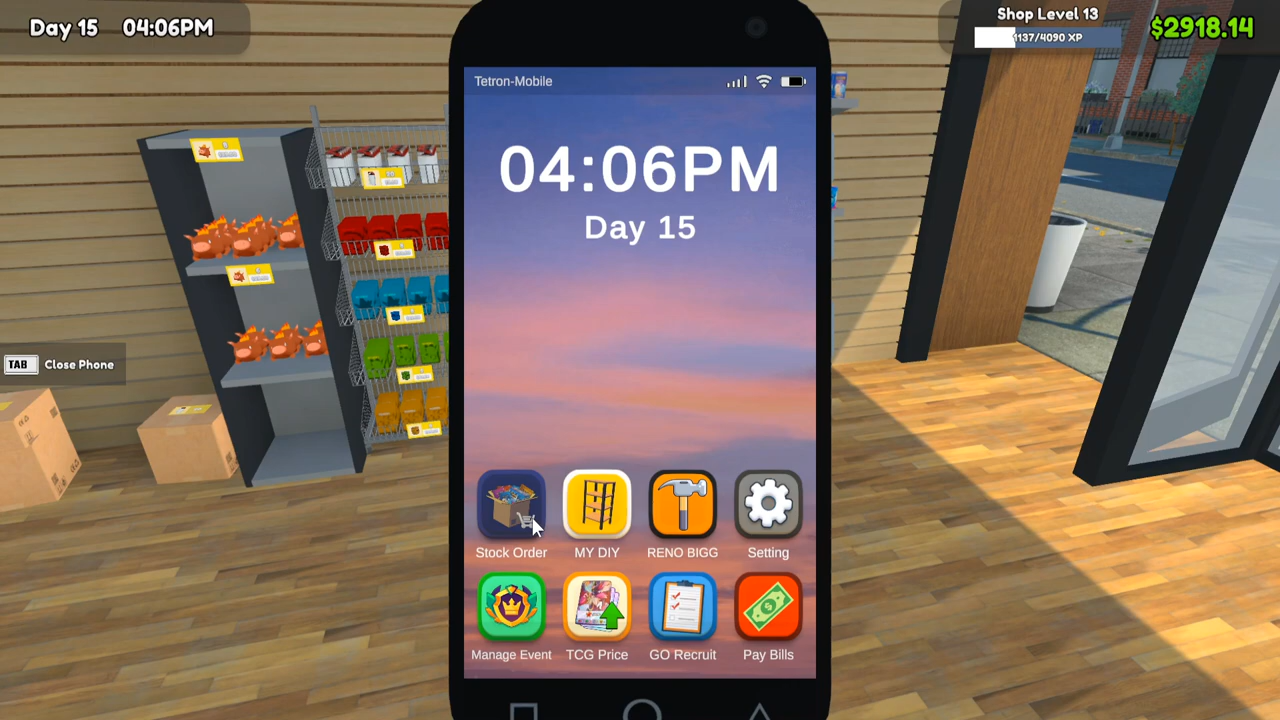 Day 15 04:06PM
Shop Level 13
1137/4090 XP
$2918.14
Tetron-Mobile
04:06PM
Day 15
TAB Close Phone
Stock Order MY DIY RENO BIGG Setting
Manage Event TCG Price GO Recruit Pay Bills